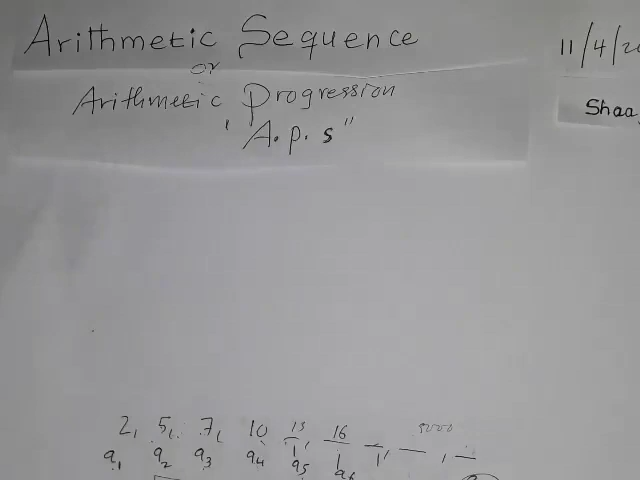 Arithmetic Sequence
or
Arithmetic Progression
"A.p.s"
11/4/20
Shaa
2, 5, 7, 10 13, 16
a1 a2 a3 a4 a5 a6